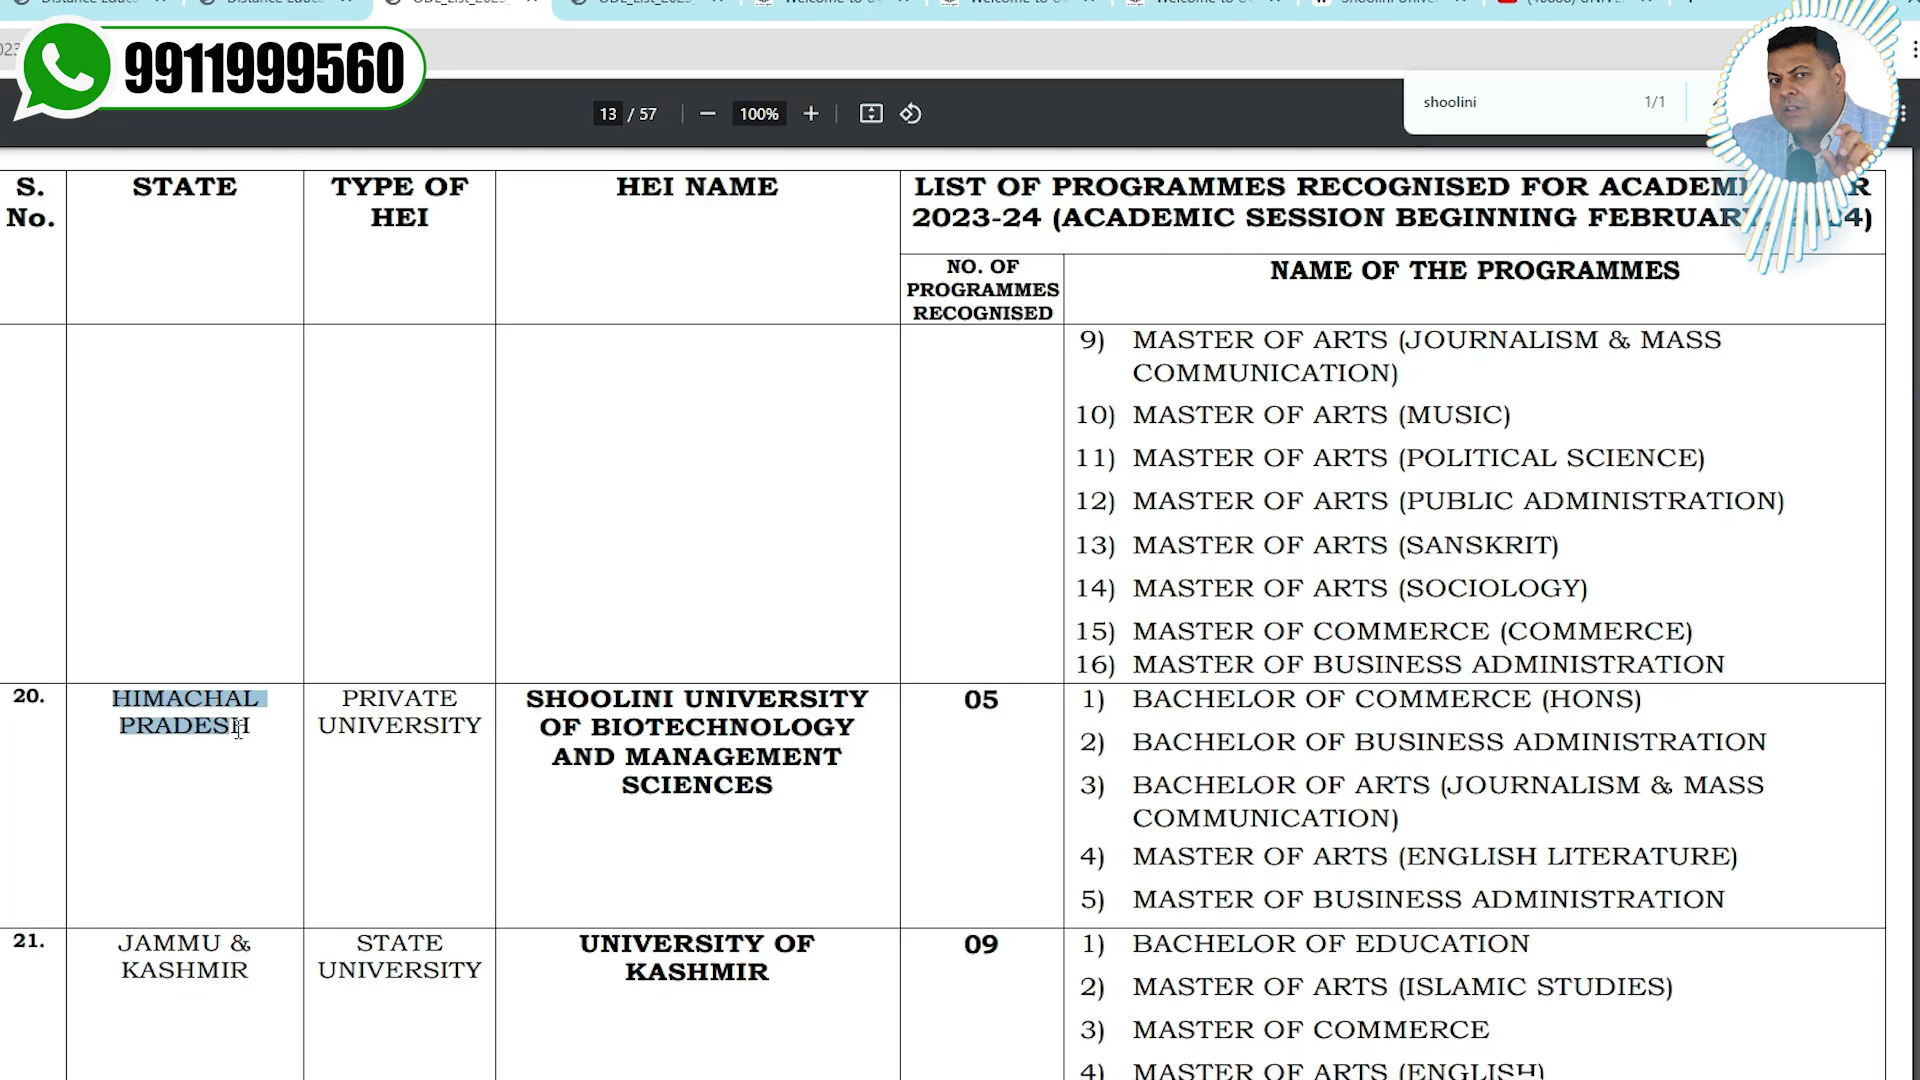 9911999560
13 / 57
100%
shoolini
1/1
S. No.
STATE
TYPE OF HEI
HEI NAME
LIST OF PROGRAMMES RECOGNISED FOR
2023-24 (ACADEMIC SESSION BEGINNING
NO. OF
PROGRAMMES
RECOGNISED
NAME OF THE PROGRAMMES
9) MASTER OF ARTS (JOURNALISM & MASS
COMMUNICATION)
10) MASTER OF ARTS (MUSIC)
11) MASTER OF ARTS (POLITICAL SCIENCE)
12) MASTER OF ARTS (PUBLIC ADMINISTRATION)
13) MASTER OF ARTS (SANSKRIT)
14) MASTER OF ARTS (SOCIOLOGY)
15) MASTER OF COMMERCE (COMMERCE)
16) MASTER OF BUSINESS ADMINISTRATION
20.
HIMACHAL
PRADESH
PRIVATE
UNIVERSITY
SHOOLINI UNIVERSITY
OF BIOTECHNOLOGY
AND MANAGEMENT
SCIENCES
05
1) BACHELOR OF COMMERCE (HONS)
2) BACHELOR OF BUSINESS ADMINISTRATION
3) BACHELOR OF ARTS (JOURNALISM & MASS
COMMUNICATION)
4) MASTER OF ARTS (ENGLISH LITERATURE)
5) MASTER OF BUSINESS ADMINISTRATION
21.
JAMMU &
KASHMIR
STATE
UNIVERSITY
UNIVERSITY OF
KASHMIR
09
1) BACHELOR OF EDUCATION
2) MASTER OF ARTS (ISLAMIC STUDIES)
3) MASTER OF COMMERCE
4) MASTER OF ARTS (ENGLISH)